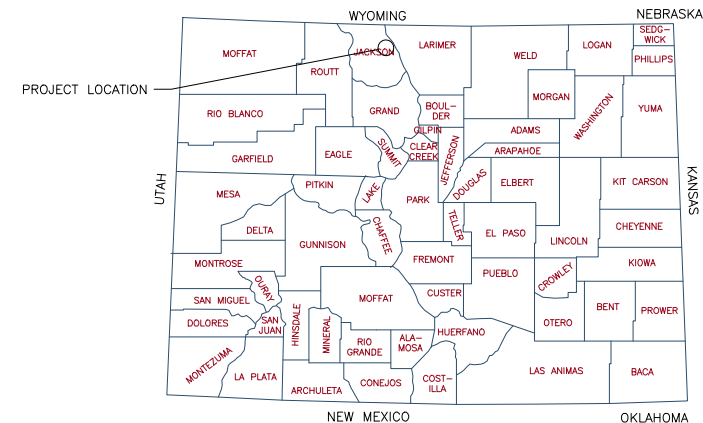 WYOMING
NEBRASKA
SEDG-
WICK
MOFFAT
JACKSON
LARIMER
LOGAN
WELD
PHILLIPS
ROUTT
PROJECT LOCATION
MORGAN
RIO BLANCO
GRAND
BOUL-
DER
WASHINGTON
YUMA
GILPIN
ADAMS
CLEAR
CREEK
SUMMIT
JEFFERSON
ARAPAHOE
GARFIELD
EAGLE
UTAH
KANSAS
PITKIN
LAKE
DOUGLAS
ELBERT
KIT CARSON
MESA
PARK
DELTA
CHAFFEE
TELLER
EL PASO
CHEYENNE
GUNNISON
LINCOLN
MONTROSE
FREMONT
KIOWA
PUEBLO
CROWLEY
OURAY
SAN MIGUEL
MOFFAT
CUSTER
HINSDALE
BENT
PROWER
DOLORES
SAN
JUAN
MINERAL
HUERFANO
OTERO
RIO
GRANDE
ALA-
MOSA
MONTEZUMA
LA PLATA
LAS ANIMAS
BACA
ARCHULETA
CONEJOS
COST-
ILLA
NEW MEXICO
OKLAHOMA